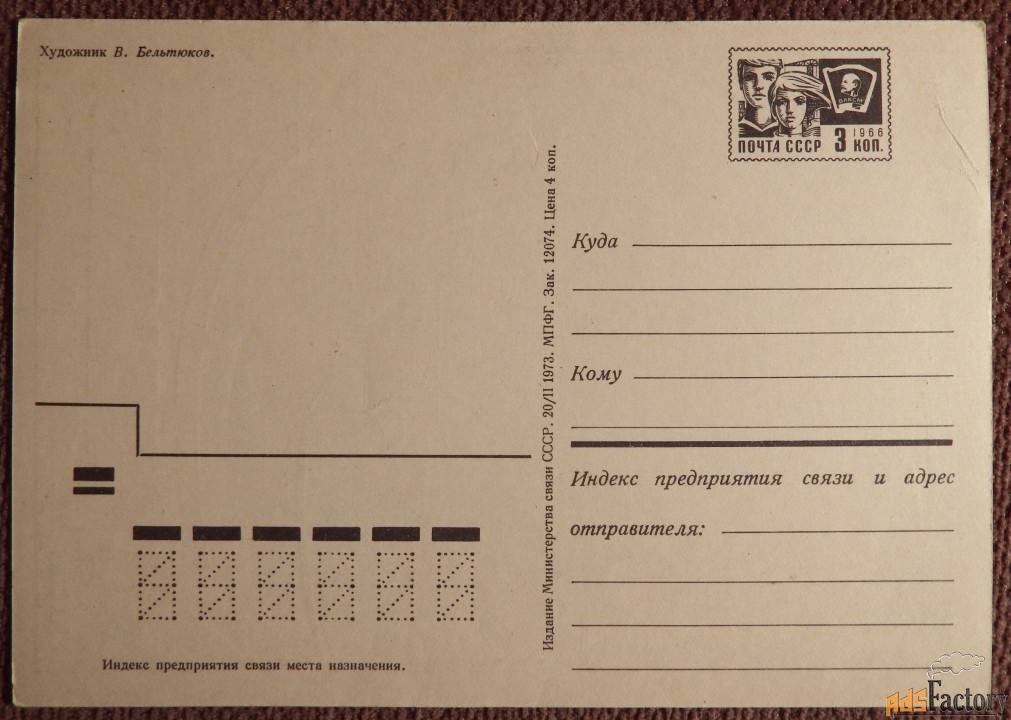 Художник В. Бельтюков.
ВЛКСМ
1966
ПОЧТА СССР 3 КОП.
Издание Министерства связи СССР. 20/II 1973. МПФГ. Зак. 12074. Цена 4 коп.
Куда
Кому
Индекс предприятия связи и адрес
отправителя:
Индекс предприятия связи места назначения.
AdsFactory